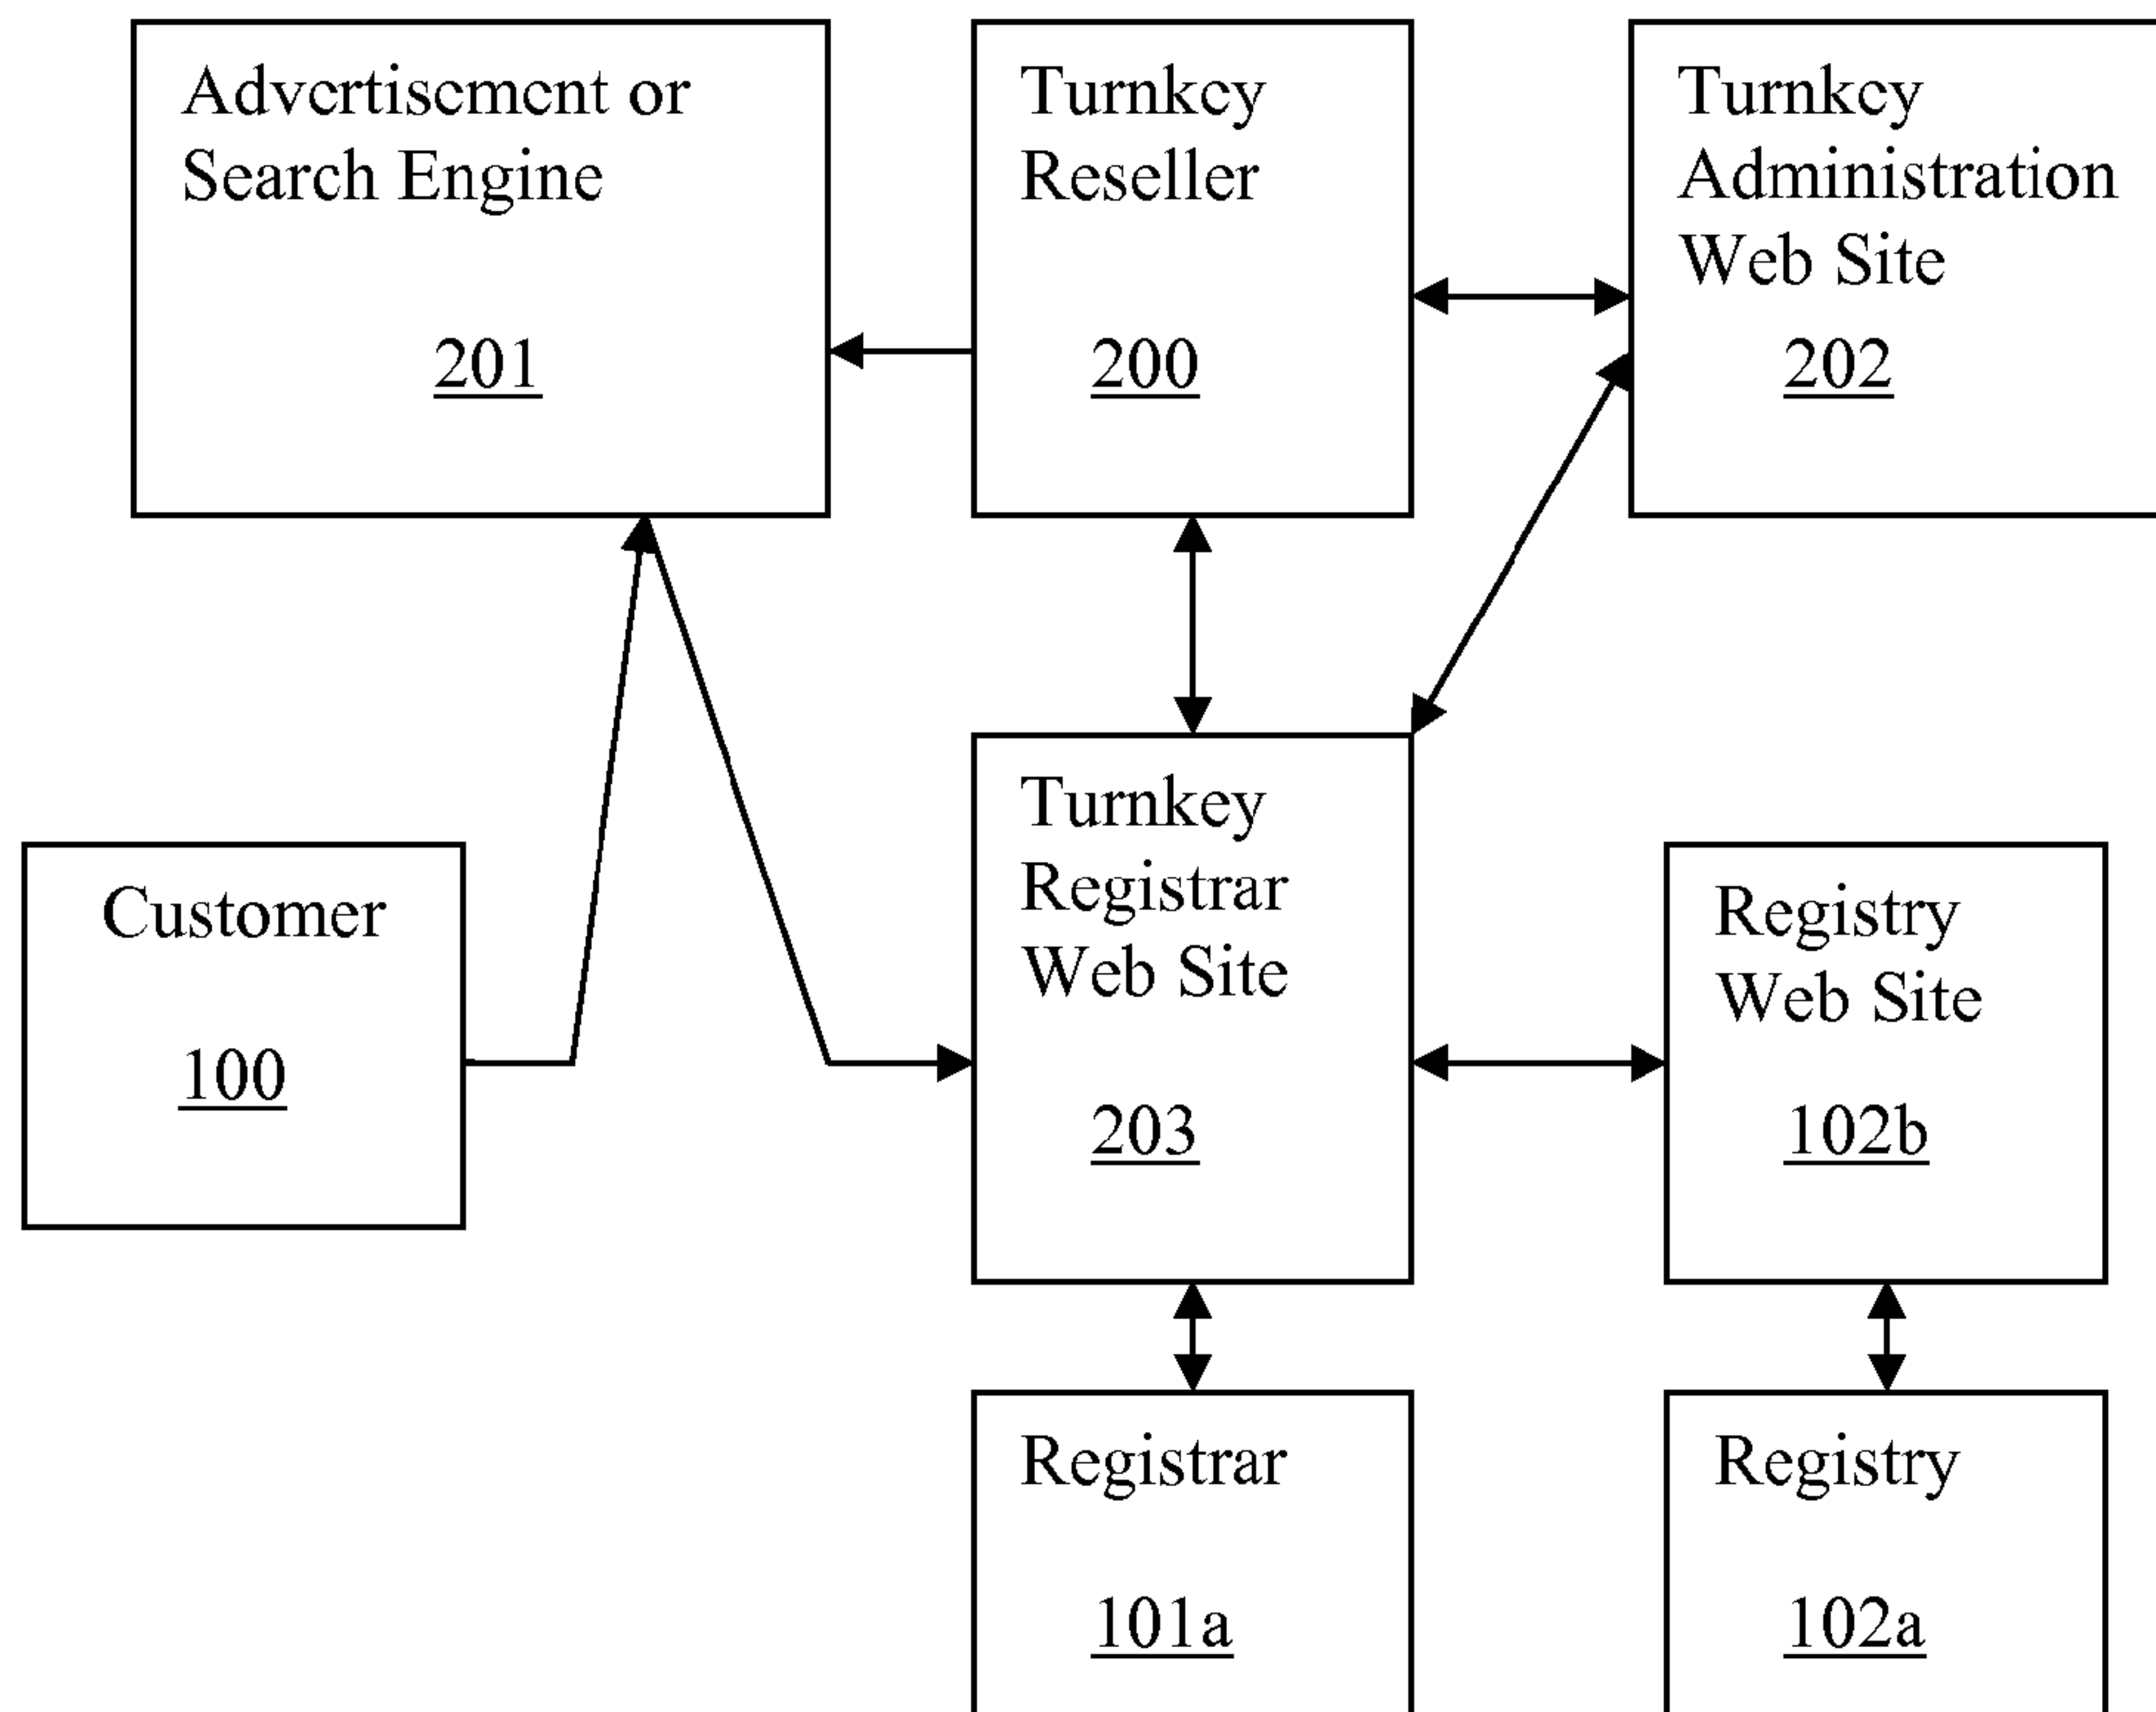 Advertisement or
Search Engine
201
Turnkey
Reseller
200
Turnkey
Administration
Web Site
202
Customer
100
Turnkey
Registrar
Web Site
203
Registry
Web Site
102b
Registrar
101a
Registry
102a